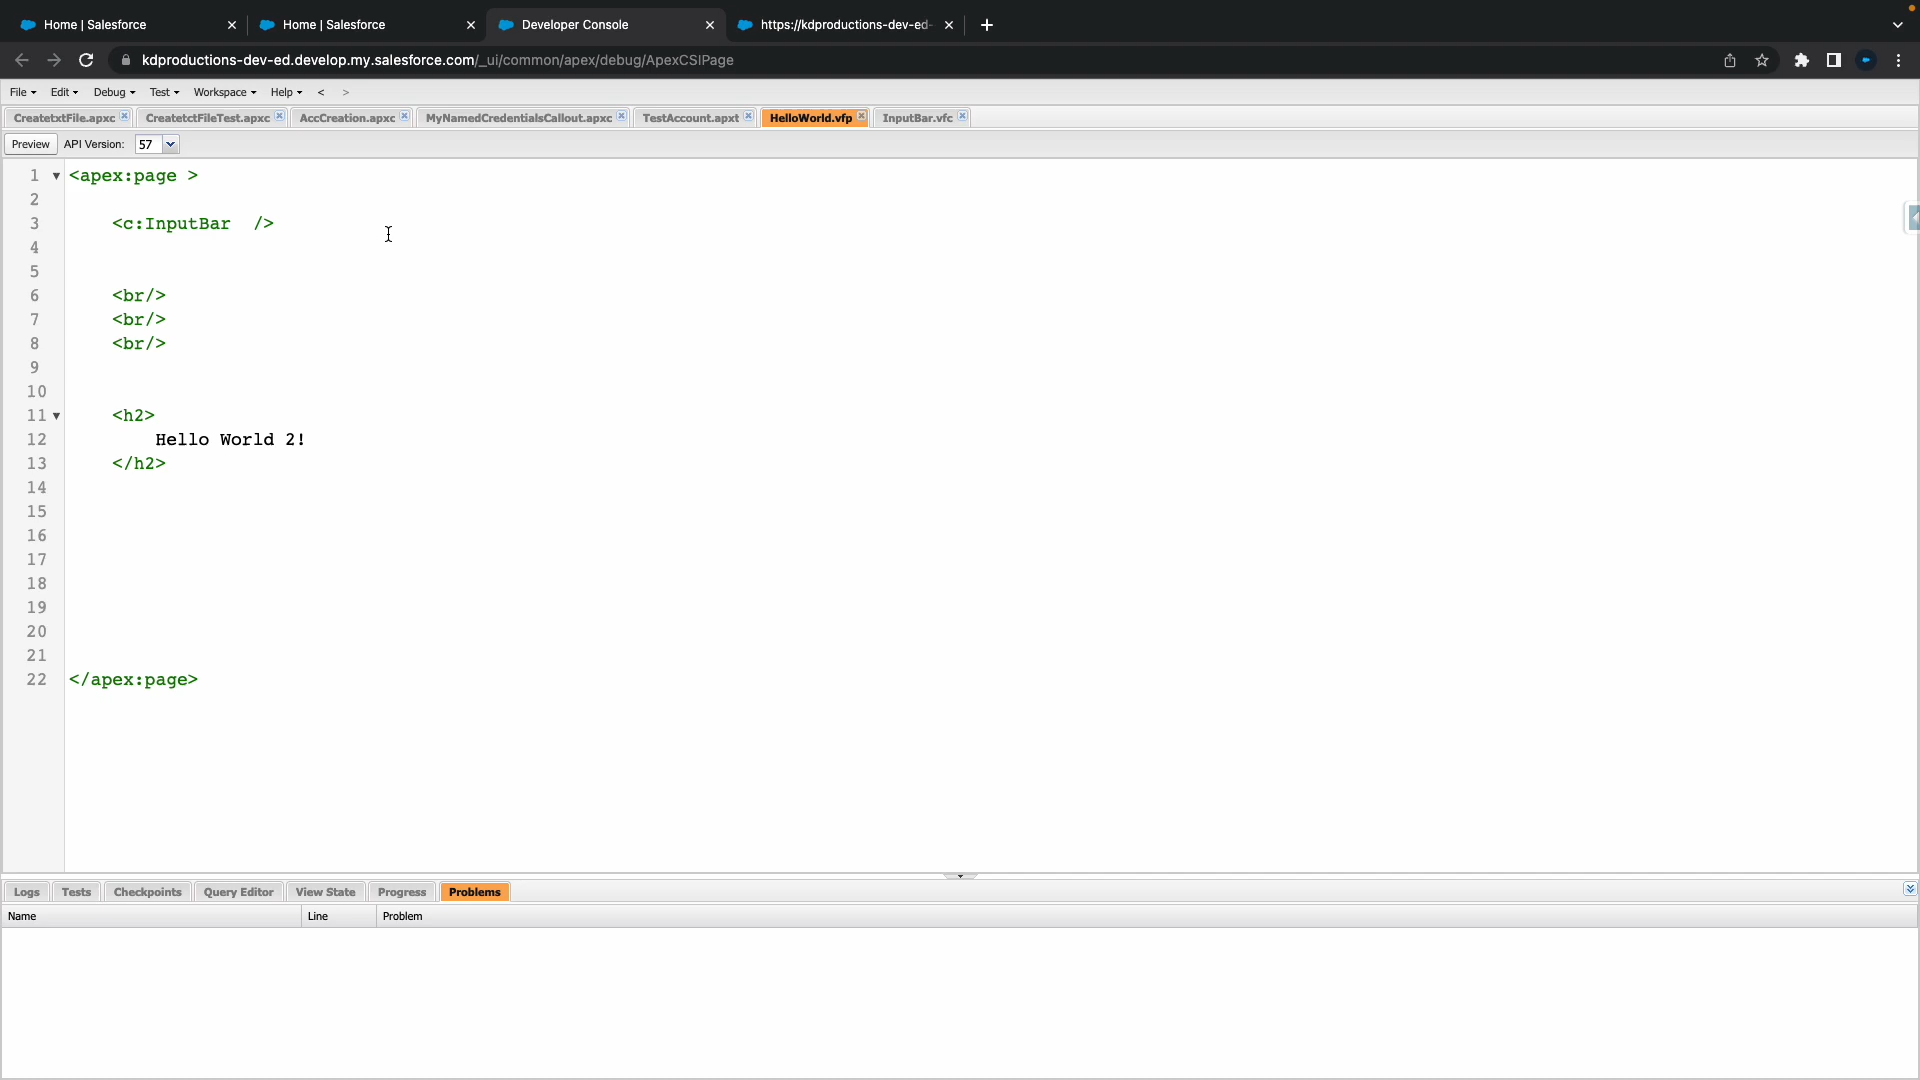 Home | Salesforce
Home | Salesforce
Developer Console
https://kdproductions-dev-ed-
kdproductions-dev-ed.develop.my.salesforce.com/_ui/common/apex/debug/ApexCSIPage
File Edit Debug Test Workspace Help < >
CreatetxtFile.apxc CreatetctFileTest.apxc AccCreation.apxc MyNamedCredentialsCallout.apxc TestAccount.apxt HelloWorld.vfp InputBar.vfc
Preview API Version: 57
1 <apex:page >
2
3 <c:InputBar />
4
5
6 <br/>
7 <br/>
8 <br/>
9
10
11 <h2>
12 Hello World 2!
13 </h2>
14
15
16
17
18
19
20
21
22 </apex:page>
Logs Tests Checkpoints Query Editor View State Progress Problems
Name Line Problem